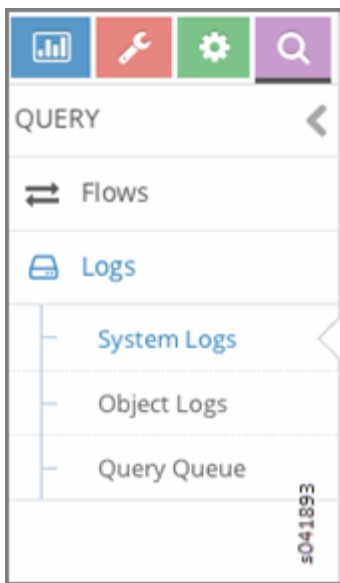 QUERY
Flows
Logs
System Logs
Object Logs
Query Queue
s041893